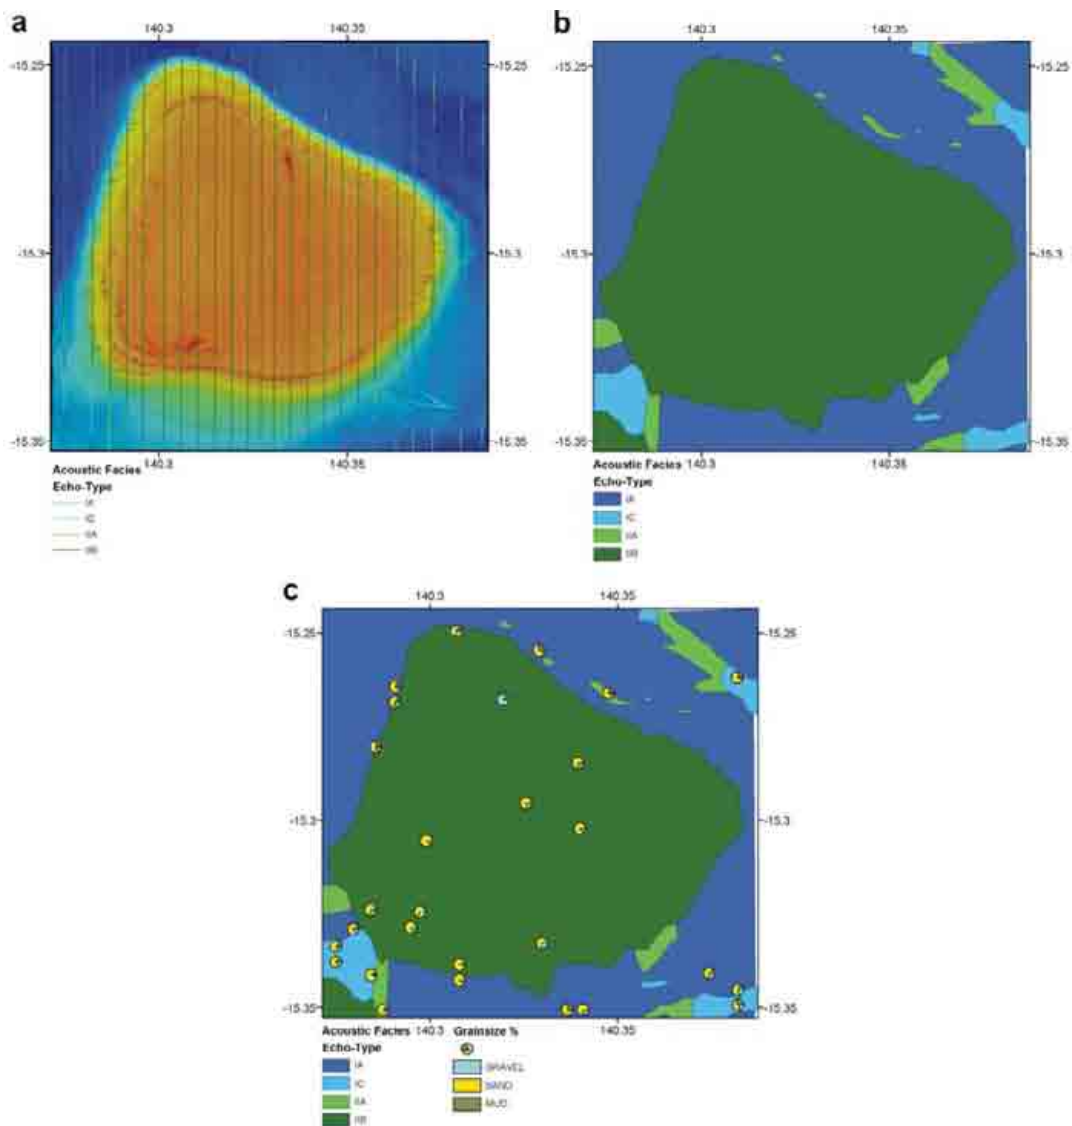 a
140.3 140.35
-15.25 -15.25
-15.3 -15.3
-15.35 -15.35
140.3 140.35
Acoustic Facies
Echo-Type
IA
IC
IIA
IIB
b
140.3 140.35
-15.25 -15.25
-15.3 -15.3
-15.35 -15.35
140.3 140.35
Acoustic Facies
Echo-Type
IA
IC
IIA
IIB
c
140.3 140.35
-15.25 -15.25
-15.3 -15.3
-15.35 -15.35
140.3 140.35
Acoustic Facies Grainsize %
Echo-Type
IA GRAVEL
IC SAND
IIA MUD
IIB